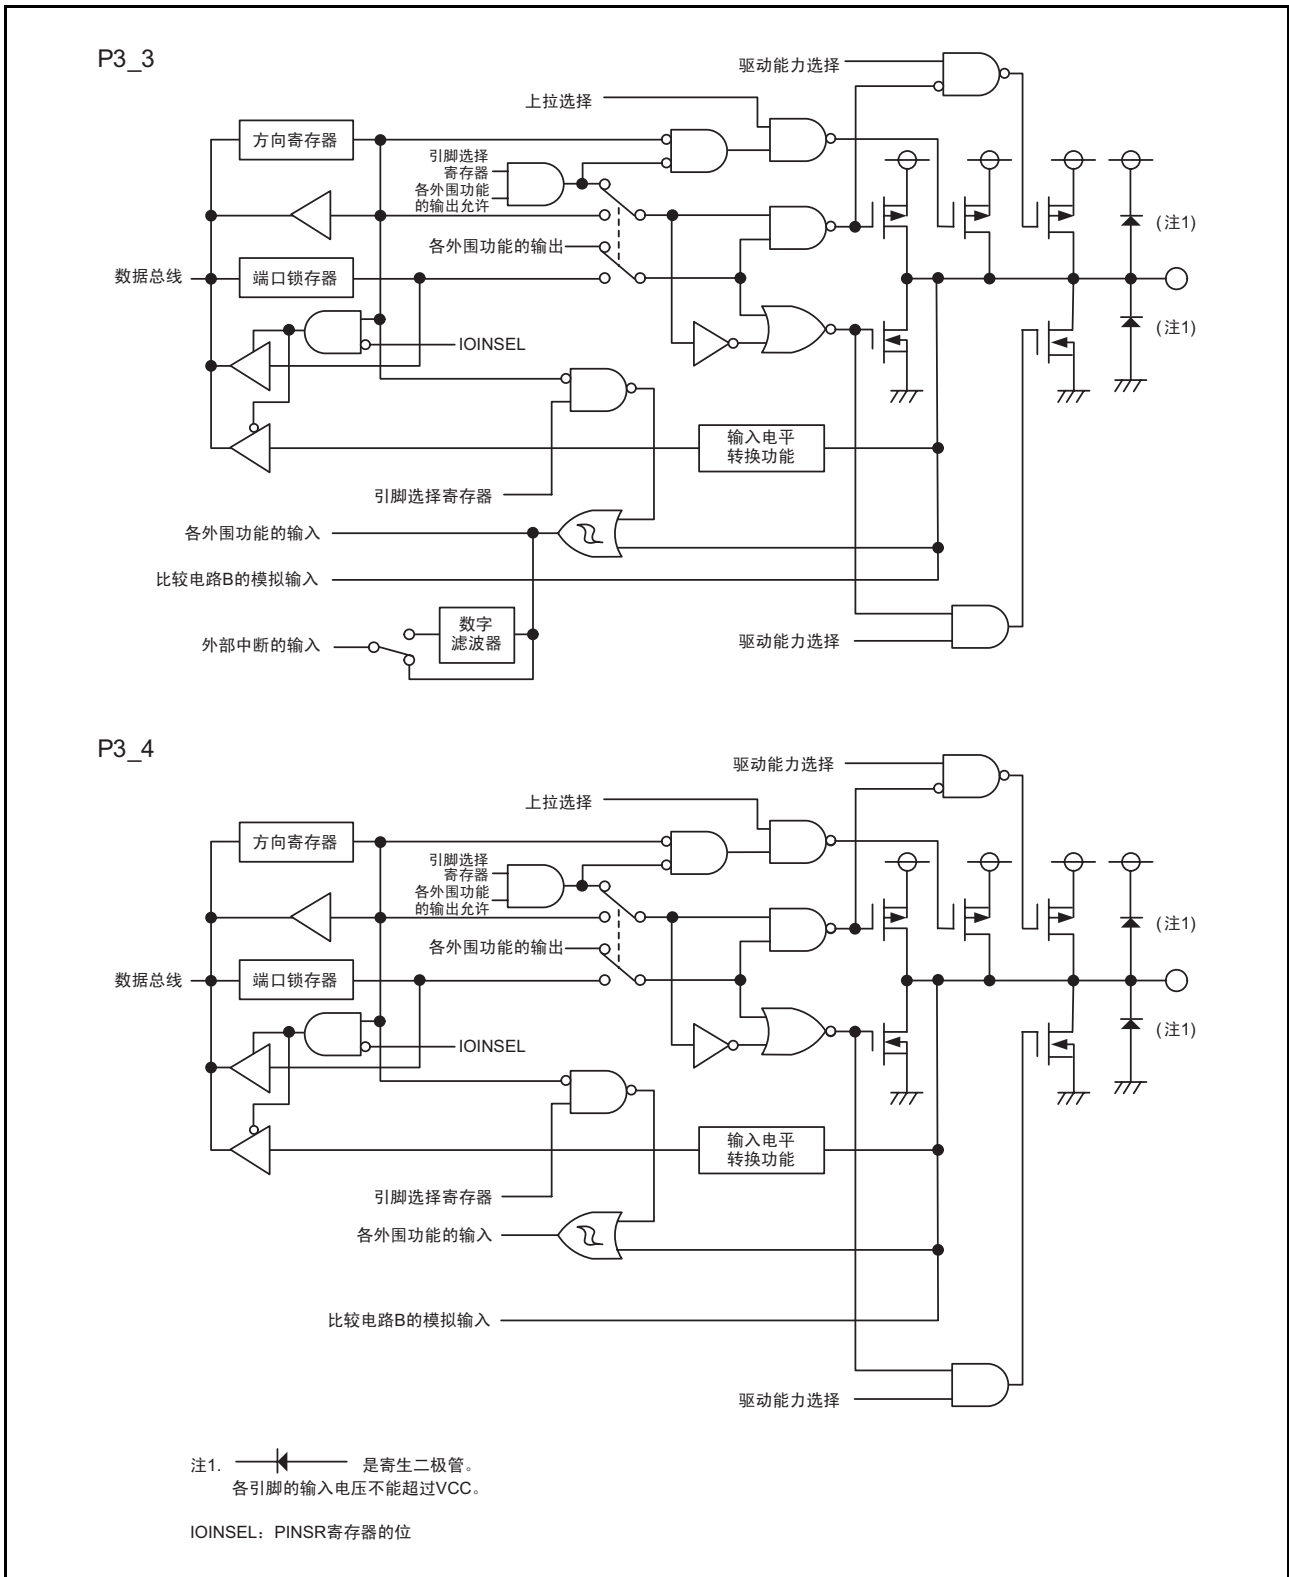 P3_3
驱动能力选择
上拉选择
方向寄存器
引脚选择
寄存器
各外围功能
的输出允许
(注1)
各外围功能的输出
数据总线
端口锁存器
(注1)
IOINSEL
输入电平
转换功能
引脚选择寄存器
各外围功能的输入
比较电路B的模拟输入
数字
滤波器
外部中断的输入
驱动能力选择
P3_4
驱动能力选择
上拉选择
方向寄存器
引脚选择
寄存器
各外围功能
的输出允许
(注1)
各外围功能的输出
数据总线
端口锁存器
(注1)
IOINSEL
输入电平
转换功能
引脚选择寄存器
各外围功能的输入
比较电路B的模拟输入
驱动能力选择
注1. 是寄生二极管。
各引脚的输入电压不能超过VCC。
IOINSEL：PINSR寄存器的位